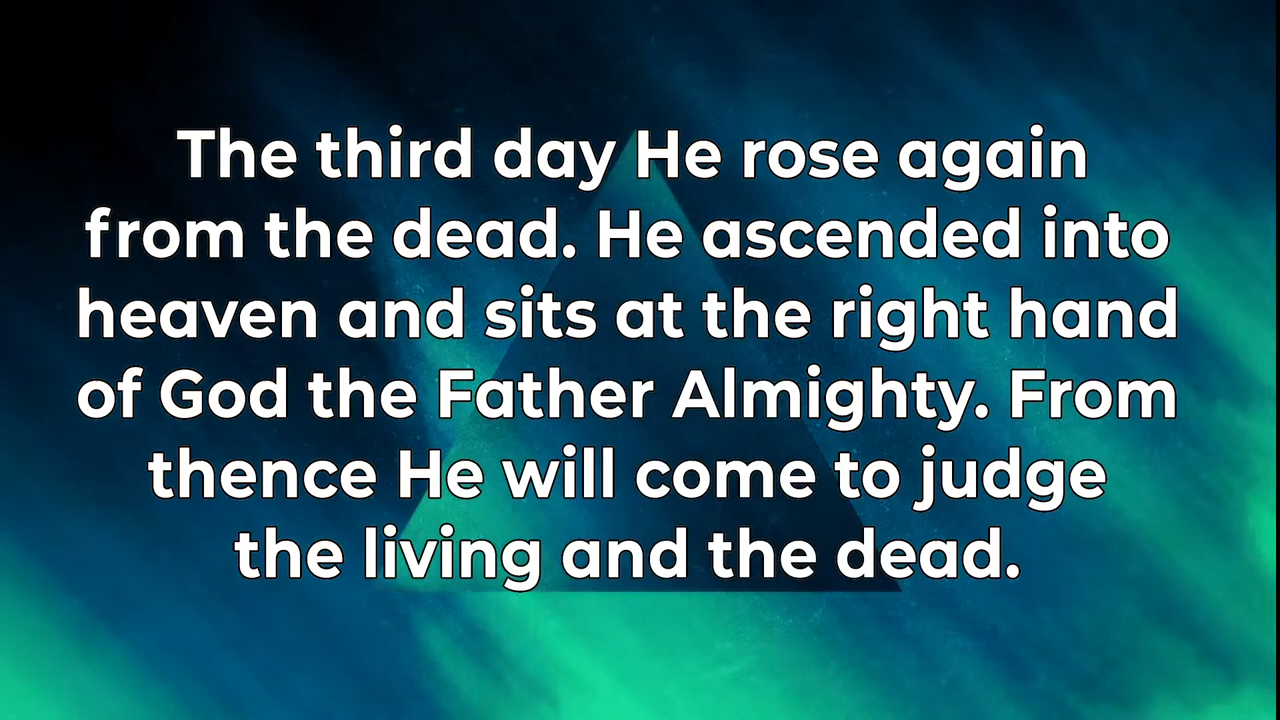 The third day He rose again
from the dead. He ascended into
heaven and sits at the right hand
of God the Father Almighty. From
thence He will come to judge
the living and the dead.